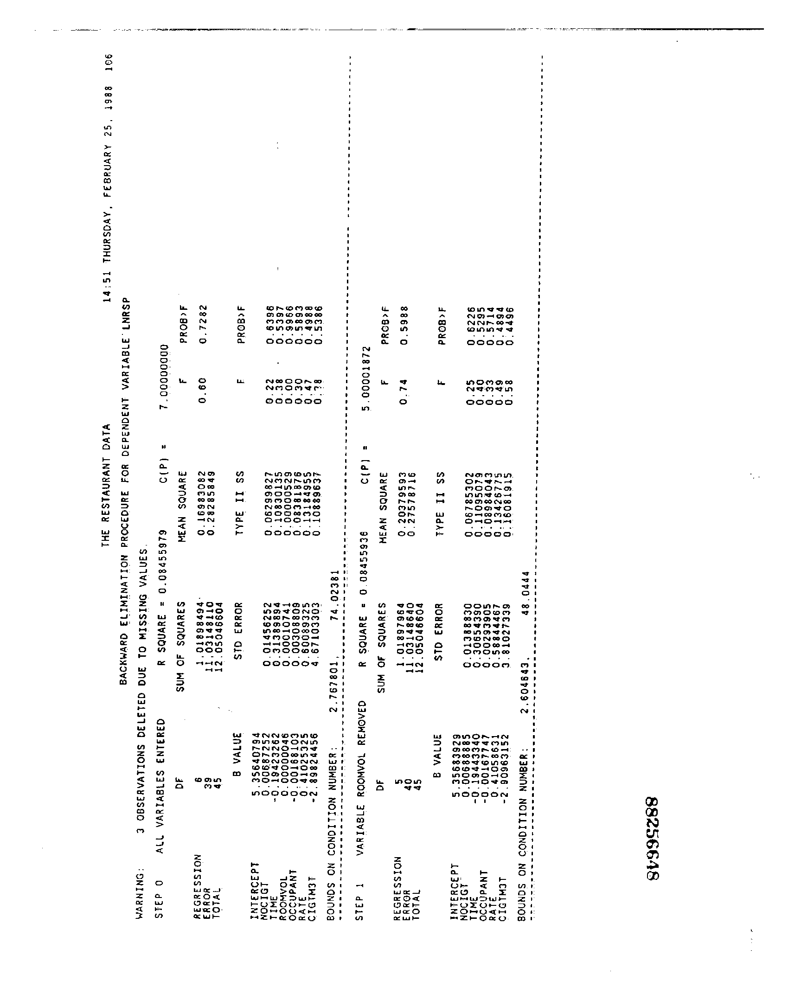 THE RESTAURANT DATA 14:51 THURSDAY, FEBRUARY 25, 1988 106
BACKWARD ELIMINATION PROCEDURE FOR DEPENDENT VARIABLE LNRSP
WARNING: 3 OBSERVATIONS DELETED DUE TO MISSING VALUES.
STEP 0 ALL VARIABLES ENTERED R SQUARE = 0.08455979 C(P) = 7.00000000
DF SUM OF SQUARES MEAN SQUARE F PROB>F
REGRESSION 6 1.01898494 0.16983082 0.60 0.7282
ERROR 39 11.03148110 0.28285849
TOTAL 45 12.05046604
B VALUE STD ERROR TYPE II SS F PROB>F
INTERCEPT 5.35640794
NOCIGT 0.00687252 0.01456252 0.06299827 0.22 0.6396
TIME -0.19423262 0.31389894 0.10830135 0.38 0.5397
ROOMVOL 0.00000046 0.00010741 0.00000529 0.00 0.9966
OCCUPANT -0.00168103 0.00308809 0.08381876 0.30 0.5893
RATE 0.41025325 0.60089325 0.13184955 0.47 0.4988
CIGTM3T -2.89824456 4.67103303 0.10889637 0.38 0.5386
BOUNDS ON CONDITION NUMBER: 2.767801, 74.02381
STEP 1 VARIABLE ROOMVOL REMOVED R SQUARE = 0.08455936 C(P) = 5.00001872
DF SUM OF SQUARES MEAN SQUARE F PROB>F
REGRESSION 5 1.01897964 0.20379593 0.74 0.5988
ERROR 40 11.03148640 0.27578716
TOTAL 45 12.05046604
B VALUE STD ERROR TYPE II SS F PROB>F
INTERCEPT 5.35683929
NOCIGT 0.00688885 0.01388830 0.06785302 0.25 0.6226
TIME -0.19443340 0.30654190 0.11095079 0.40 0.5295
OCCUPANT -0.00167747 0.00293905 0.08984043 0.33 0.5714
RATE 0.41058631 0.58844467 0.13426775 0.49 0.4894
CIGTM3T -2.90963152 3.81027339 0.16081915 0.58 0.4496
BOUNDS ON CONDITION NUMBER: 2.604643, 48.0444
88256648